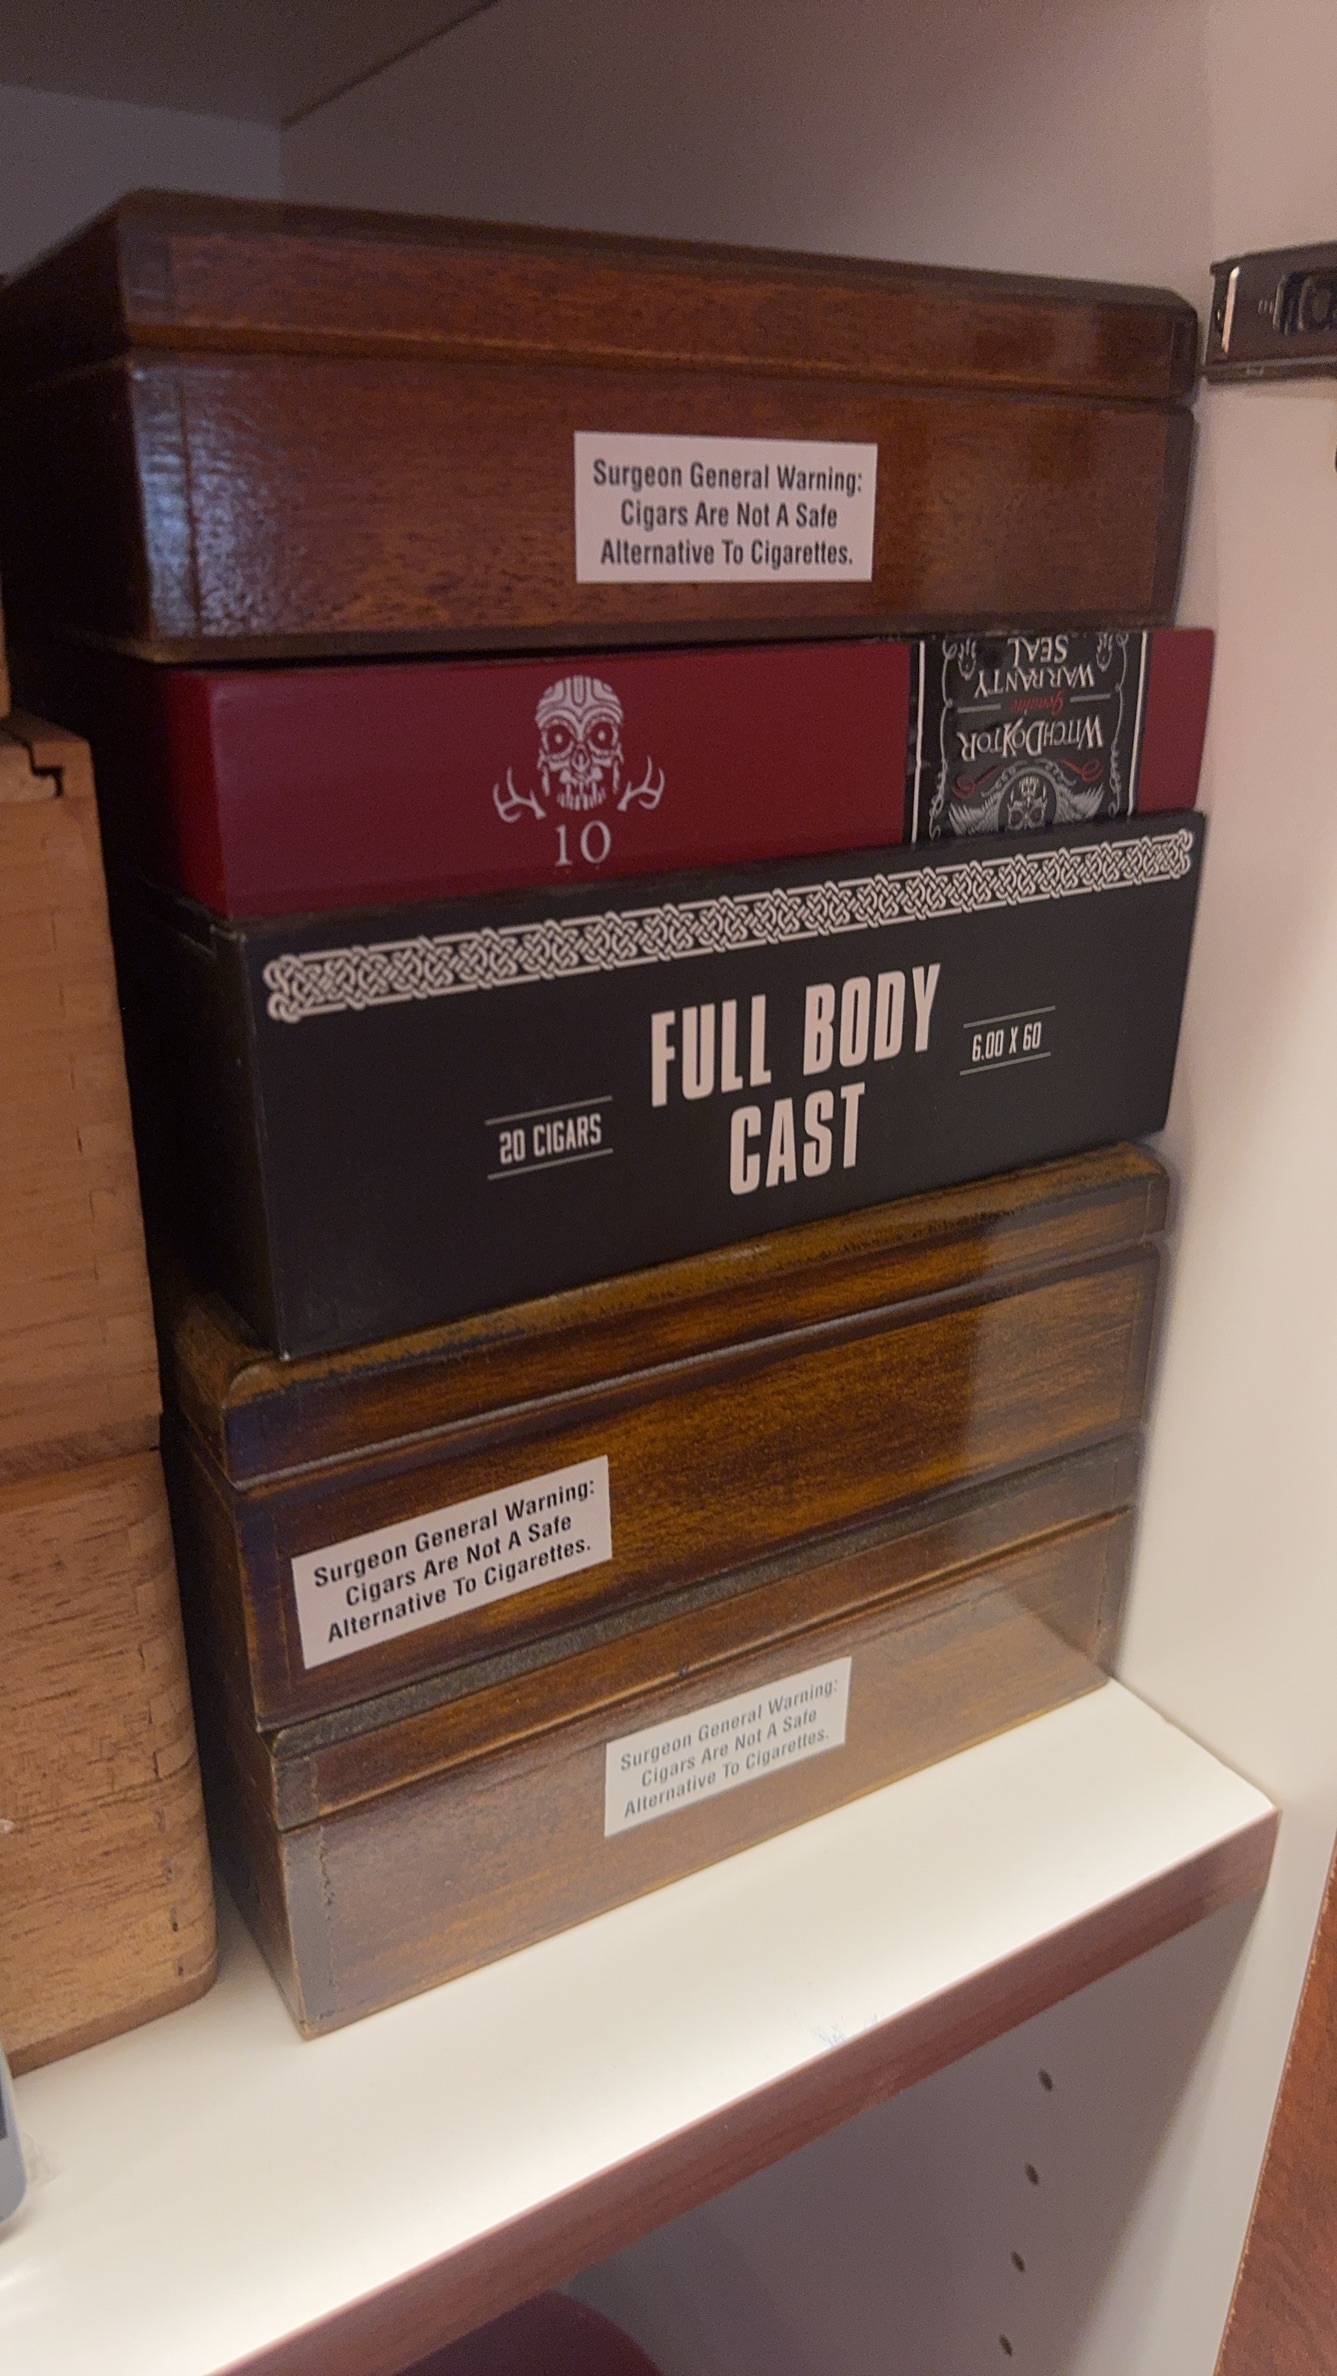 Surgeon General Warning:
Cigars Are Not A Safe
Alternative To Cigarettes.
10
WITCHDOKTOR
Genuine
WARRANTY
SEAL
FULL BODY
CAST
20 CIGARS
6.00 X 60
Surgeon General Warning:
Cigars Are Not A Safe
Alternative To Cigarettes.
Surgeon General Warning:
Cigars Are Not A Safe
Alternative To Cigarettes.